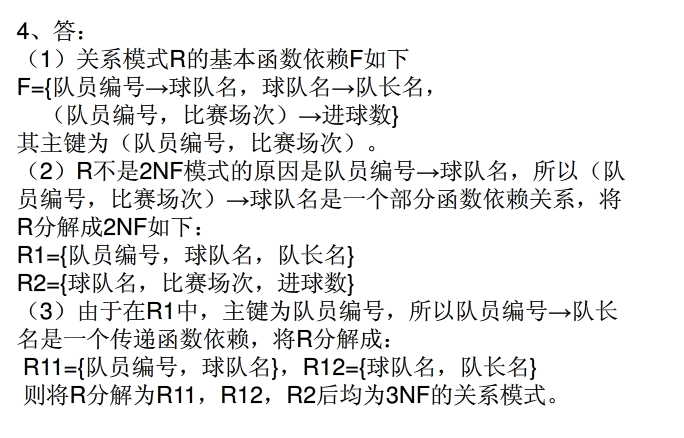 4、答：
（1）关系模式R的基本函数依赖F如下
F={队员编号→球队名，球队名→队长名，
（队员编号，比赛场次）→进球数}
其主键为（队员编号，比赛场次）。
（2）R不是2NF模式的原因是队员编号→球队名，所以（队
员编号，比赛场次）→球队名是一个部分函数依赖关系，将
R分解成2NF如下：
R1={队员编号，球队名，队长名}
R2={球队名，比赛场次，进球数}
（3）由于在R1中，主键为队员编号，所以队员编号→队长
名是一个传递函数依赖，将R分解成：
R11={队员编号，球队名}，R12={球队名，队长名}
则将R分解为R11，R12，R2后均为3NF的关系模式。